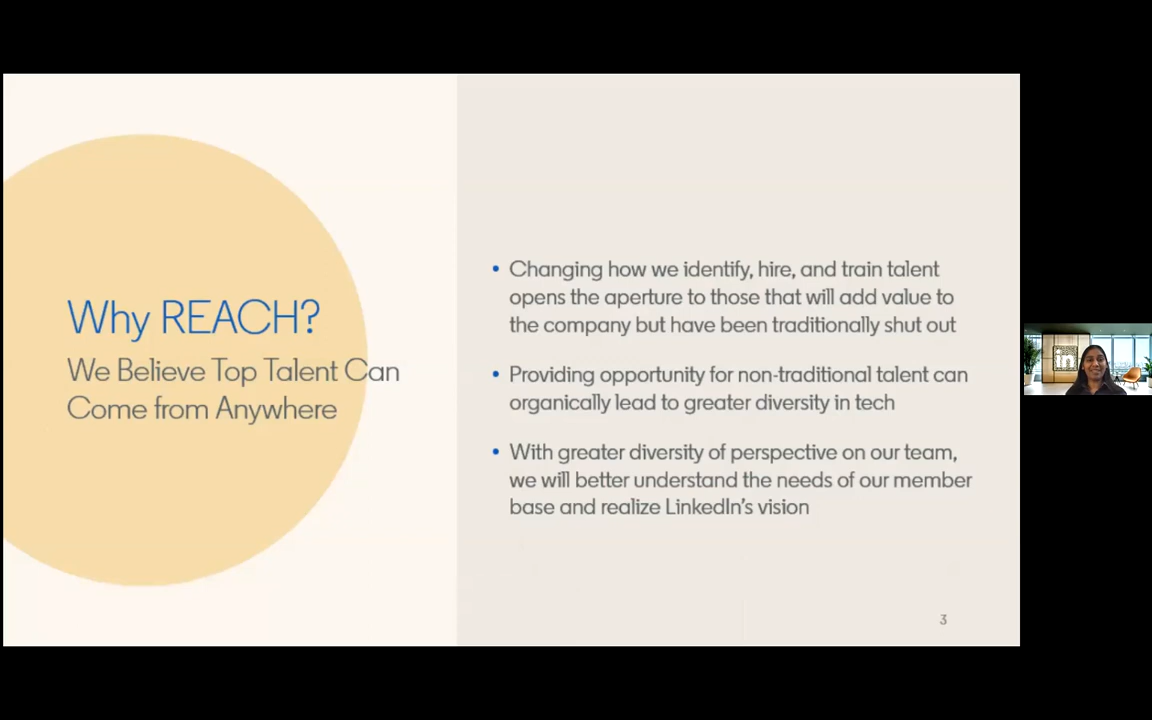 Why REACH?
We Believe Top Talent Can
Come from Anywhere
• Changing how we identify, hire, and train talent
opens the aperture to those that will add value to
the company but have been traditionally shut out
• Providing opportunity for non-traditional talent can
organically lead to greater diversity in tech
• With greater diversity of perspective on our team,
we will better understand the needs of our member
base and realize LinkedIn's vision
3
in